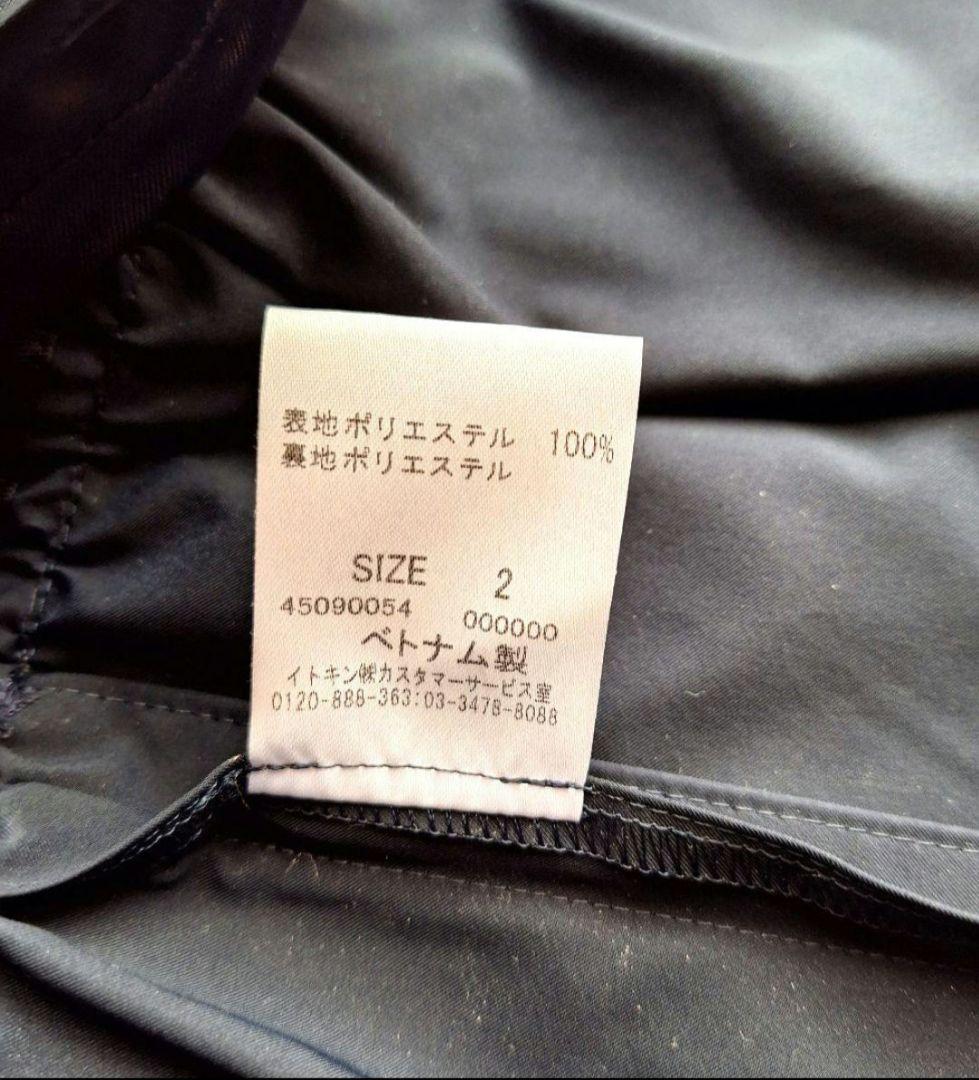 表地ポリエステル 100%
裏地ポリエステル
SIZE 2
45090054 000000
ベトナム製
イトキン㈱カスタマーサービス室
0120-888-363:03-3478-8088